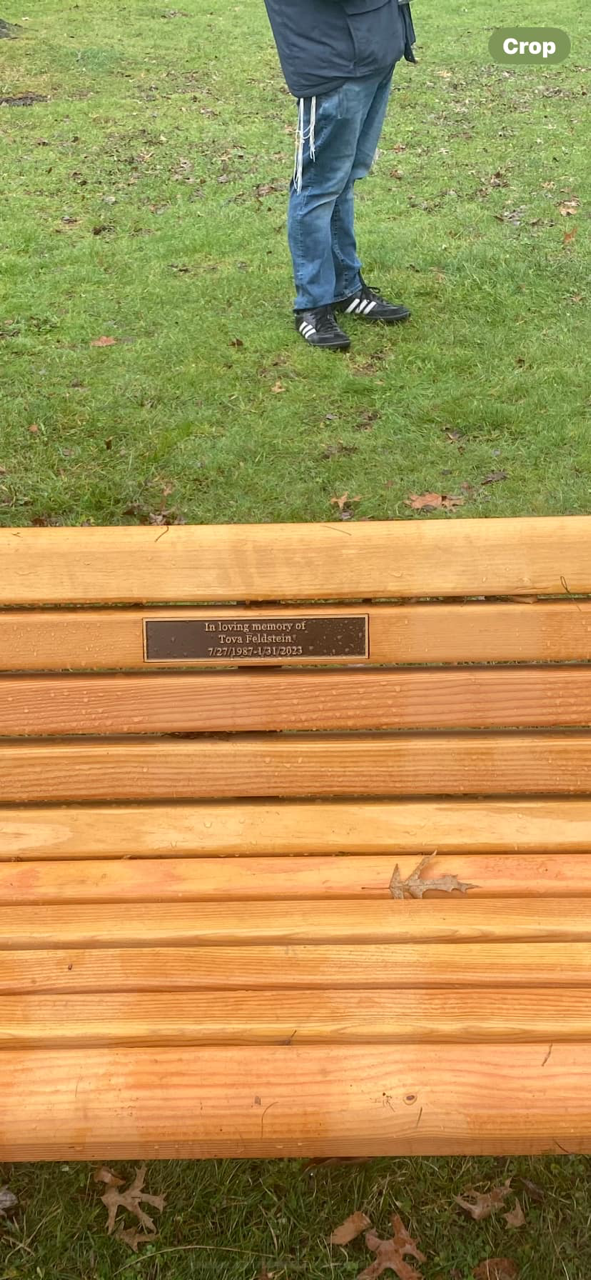 Crop
In loving memory of
Tova Feldstein
7/27/1987-1/31/2023